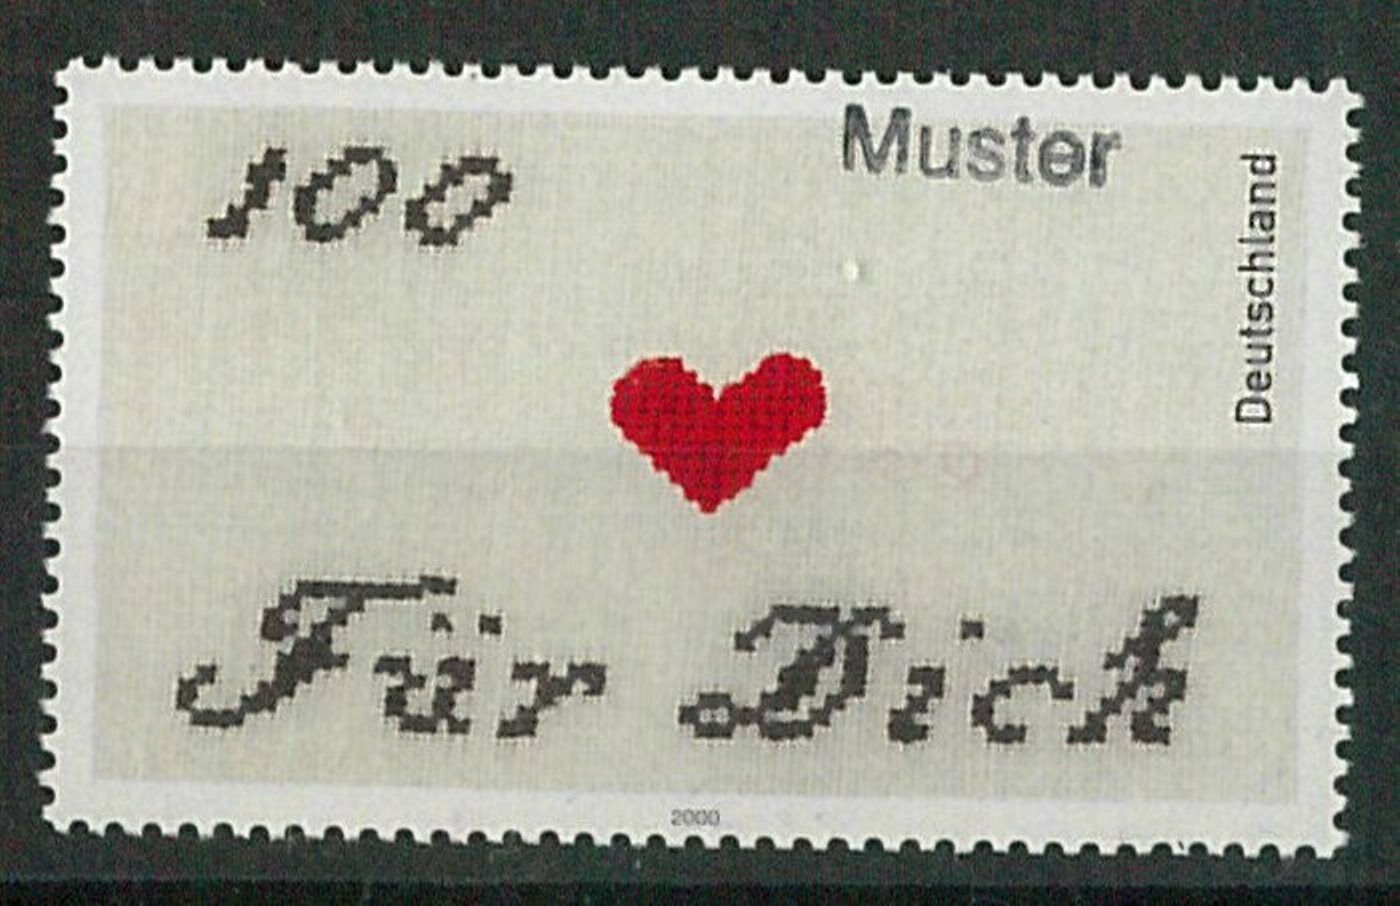 100
Muster
Deutschland
Für Dich
2000